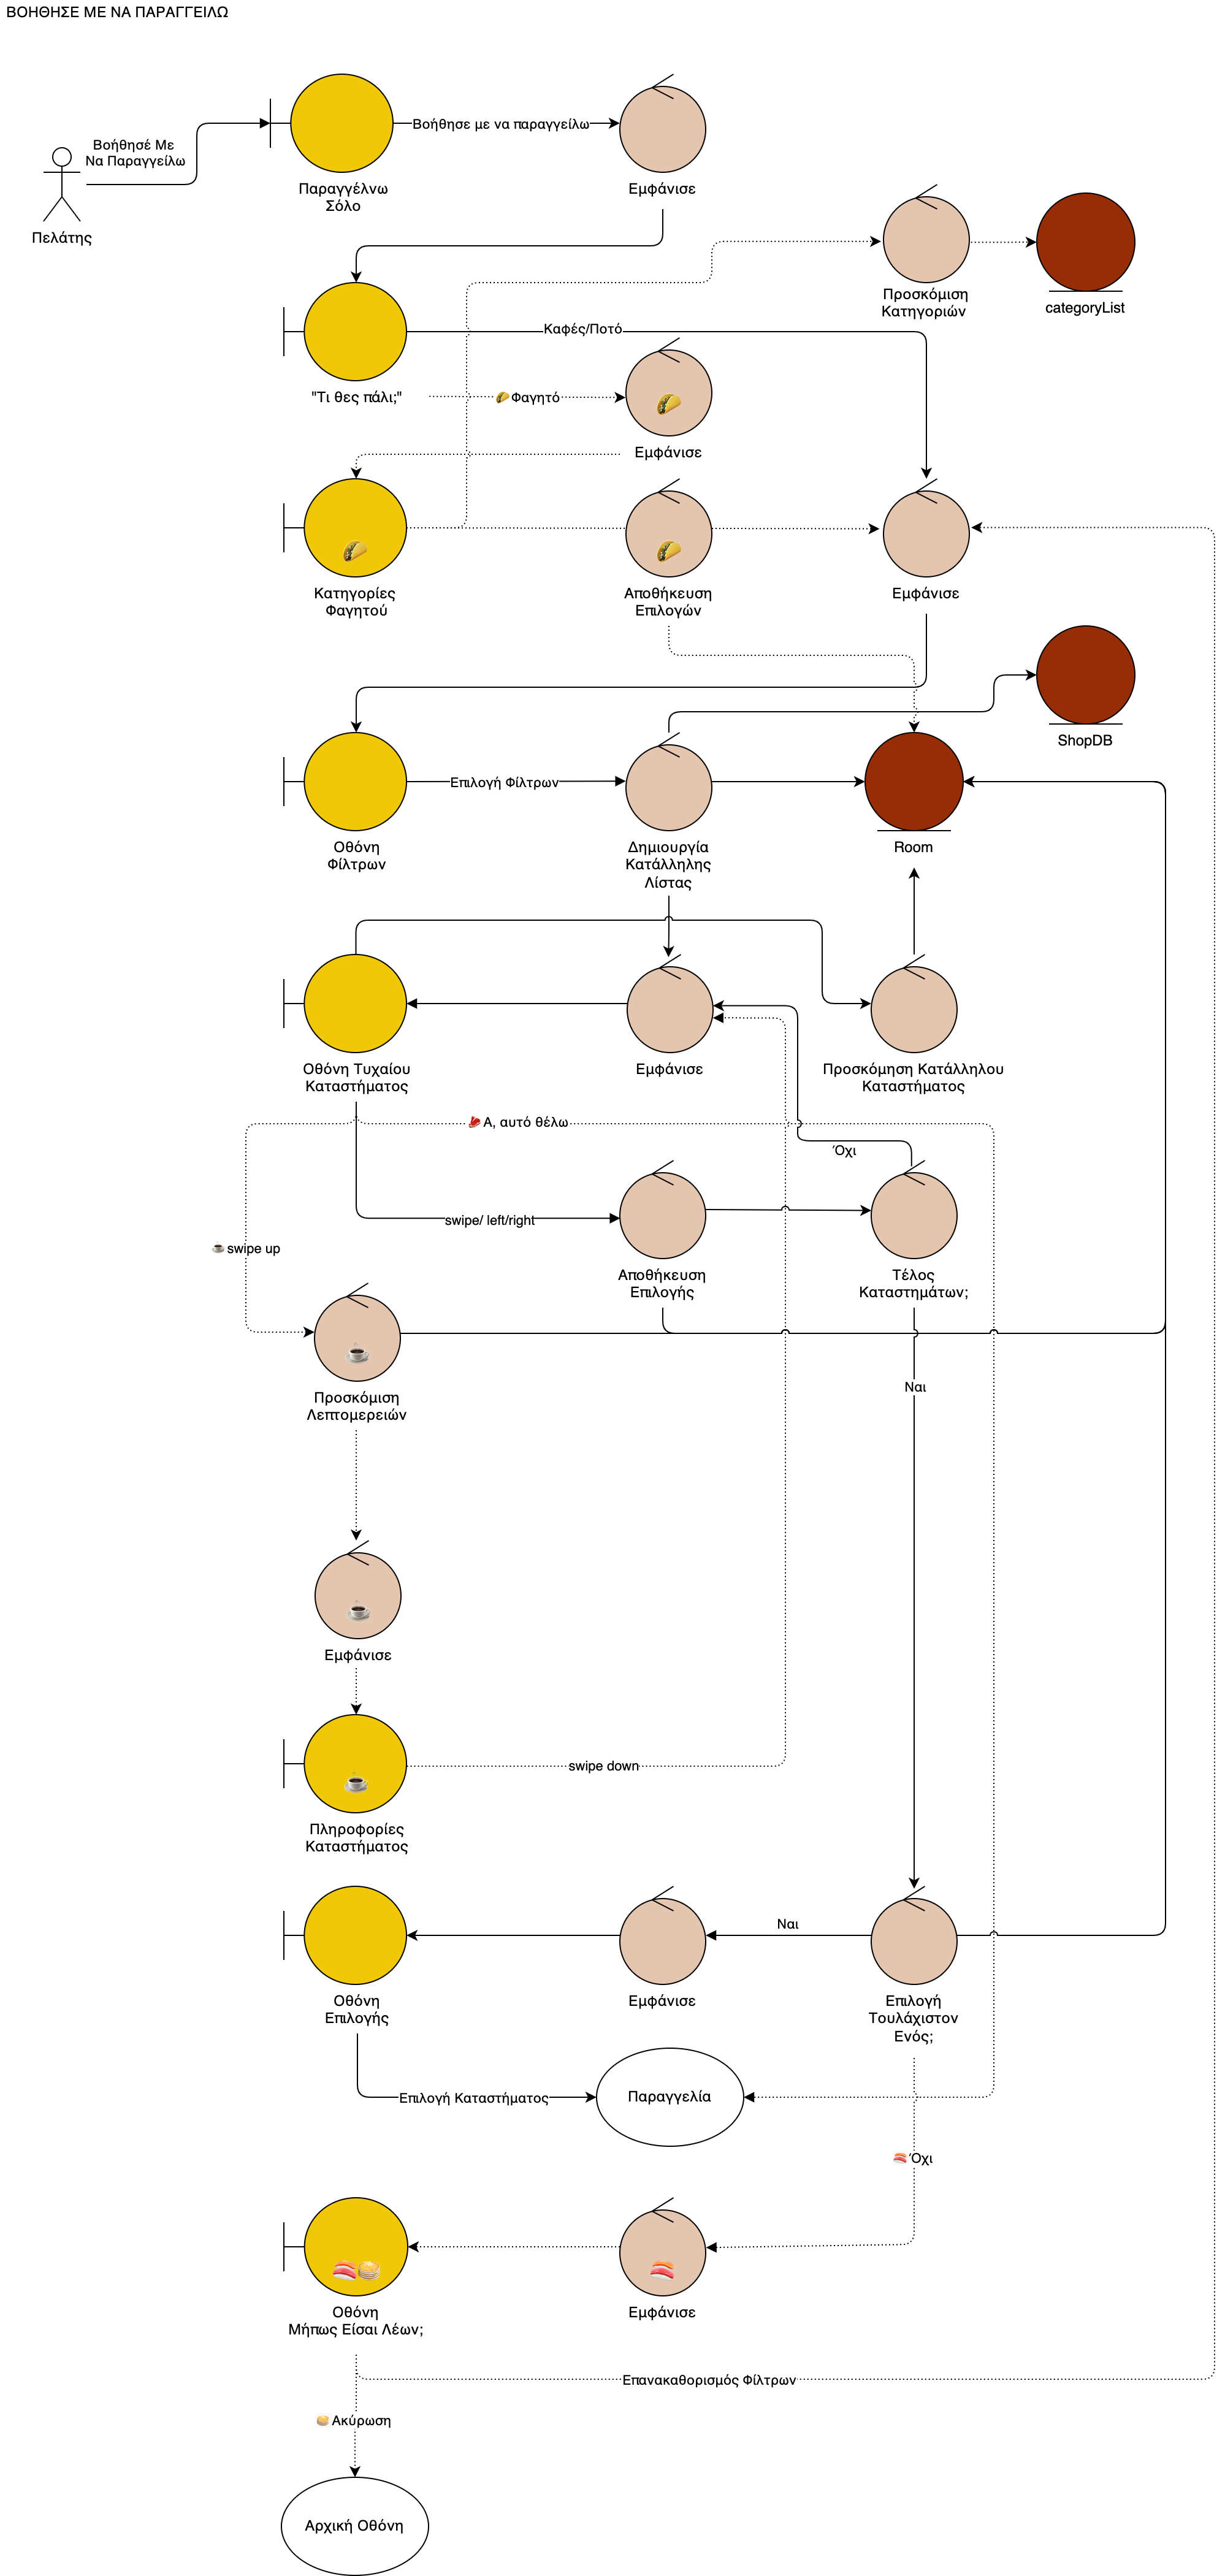 ΒΟΗΘΗΣΕ ΜΕ ΝΑ ΠΑΡΑΓΓΕΙΛΩ
Βοήθησέ Με
Να Παραγγείλω
Πελάτης
Βοήθησε με να παραγγείλω
Παραγγέλνω
Σόλο
Εμφάνισε
Προσκόμιση
Κατηγοριών
categoryList
Καφές/Ποτό
"Τι θες πάλι;"
🌮Φαγητό
Εμφάνισε
Κατηγορίες
Φαγητού
Αποθήκευση
Επιλογών
Εμφάνισε
ShopDB
Επιλογή Φίλτρων
Οθόνη
Φίλτρων
Δημιουργία
Κατάλληλης
Λίστας
Room
Οθόνη Τυχαίου
Καταστήματος
Εμφάνισε
Προσκόμηση Κατάλληλου
Καταστήματος
🥩Α, αυτό θέλω
Όχι
swipe/ left/right
☕swipe up
Αποθήκευση
Επιλογής
Τέλος
Καταστημάτων;
Ναι
Προσκόμιση
Λεπτομερειών
Εμφάνισε
swipe down
Πληροφορίες
Καταστήματος
Ναι
Οθόνη
Επιλογής
Εμφάνισε
Επιλογή
Τουλάχιστον
Ενός;
Επιλογή Καταστήματος
Παραγγελία
🍣Όχι
Οθόνη
Μήπως Είσαι Λέων;
Εμφάνισε
Επανακαθορισμός Φίλτρων
🥞Ακύρωση
Αρχική Οθόνη